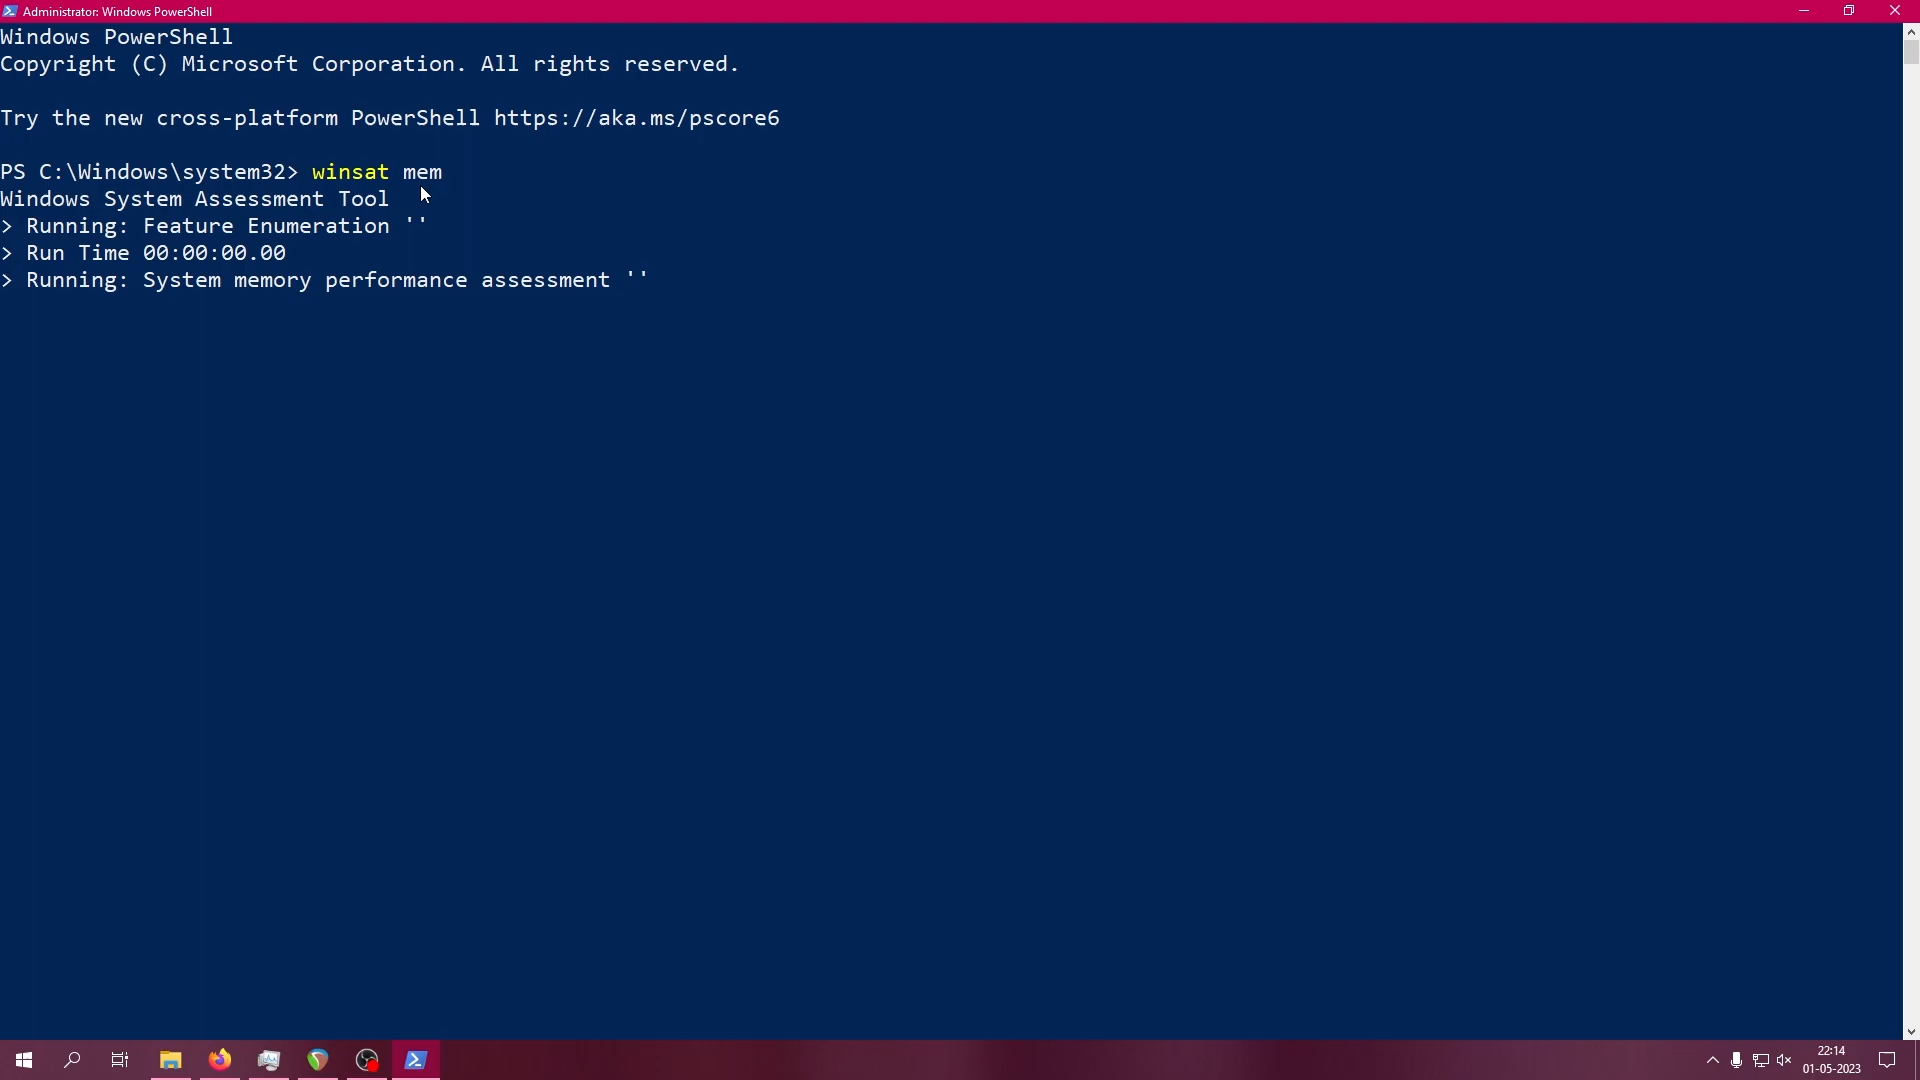 Administrator: Windows PowerShell
Windows PowerShell
Copyright (C) Microsoft Corporation. All rights reserved.
Try the new cross-platform PowerShell https://aka.ms/pscore6
PS C:\Windows\system32> winsat mem
Windows System Assessment Tool
> Running: Feature Enumeration ''
> Run Time 00:00:00.00
> Running: System memory performance assessment ''
22:14
01-05-2023